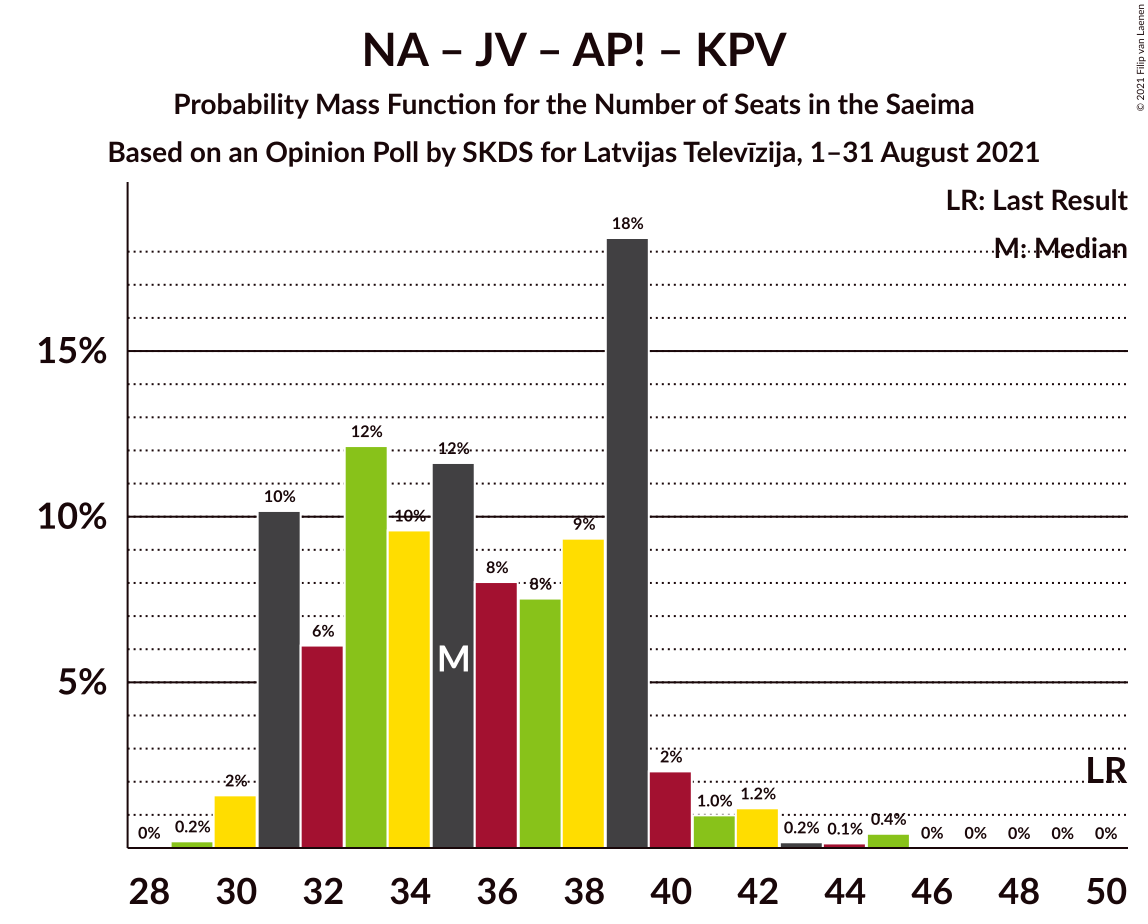 NA – JV – AP! – KPV
Probability Mass Function for the Number of Seats in the Saeima
Based on an Opinion Poll by SKDS for Latvijas Televīzija, 1–31 August 2021
© 2021 Filip van Laenen
LR: Last Result
M: Median
15%
10%
5%
0%
0.2%
2%
10%
6%
12%
10%
12%
8%
8%
9%
18%
2%
1.0%
1.2%
0.2%
0.1%
0.4%
0%
0%
0%
0%
0%
M
LR
28 30 32 34 36 38 40 42 44 46 48 50